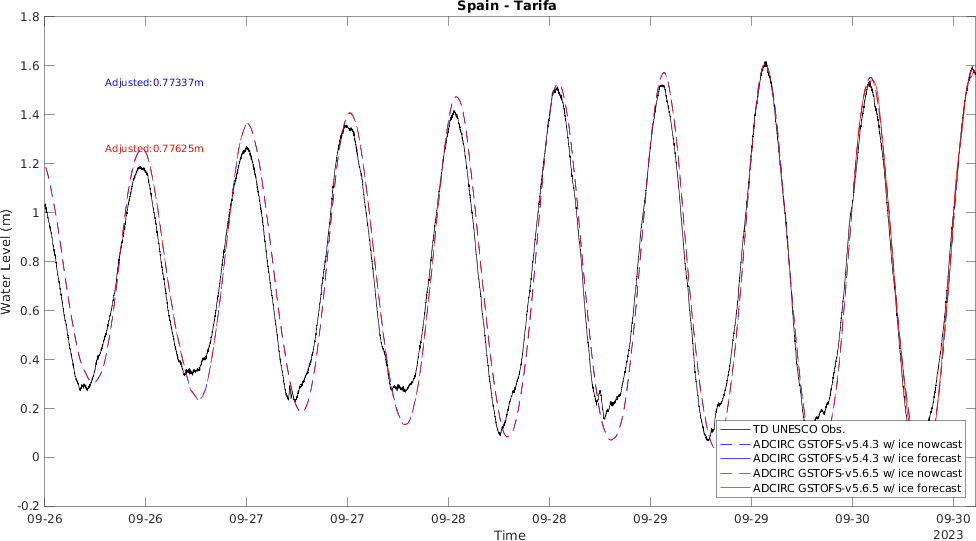 Spain - Tarifa
1.8
1.6
1.4
1.2
1
0.8
0.6
0.4
0.2
0
-0.2
Water Level (m)
Adjusted:0.77337m
Adjusted:0.77625m
TD UNESCO Obs.
ADCIRC GSTOFS-v5.4.3 w/ ice nowcast
ADCIRC GSTOFS-v5.4.3 w/ ice forecast
ADCIRC GSTOFS-v5.6.5 w/ ice nowcast
ADCIRC GSTOFS-v5.6.5 w/ ice forecast
09-26 09-26 09-27 09-27 09-28 09-28 09-29 09-29 09-30 09-30
2023
Time